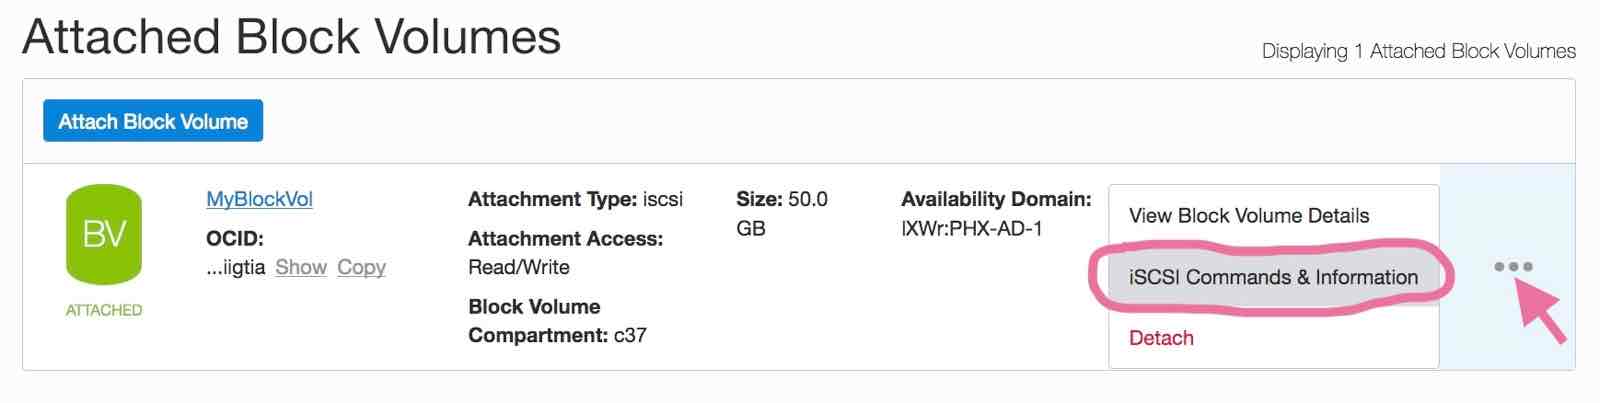 Attached Block Volumes
Displaying 1 Attached Block Volumes
Attach Block Volume
BV
ATTACHED
MyBlockVol
OCID:
...iigtia Show Copy
Attachment Type: iscsi
Attachment Access:
Read/Write
Block Volume
Compartment: c37
Size: 50.0
GB
Availability Domain:
IXWr:PHX-AD-1
View Block Volume Details
iSCSI Commands & Information
Detach